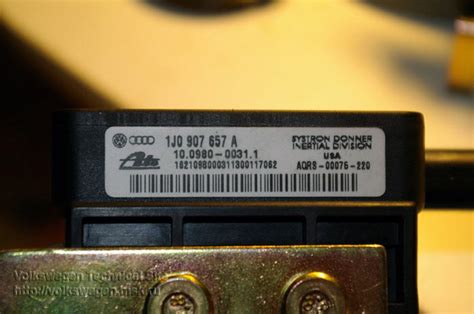 1J0 907 657 A
Ate
10.0980-0031.1
1621098000311300117062
SYSTRON DONNER
INERTIAL DIVISION
USA
AQRS-00075-220
Volkswagen Technical Site
http://volkswagen.msk.ru